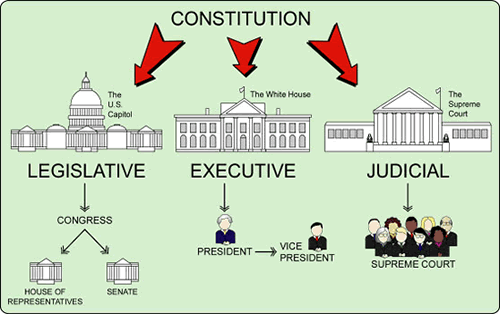 CONSTITUTION
The
U.S.
Capitol
The White House
The
Supreme
Court
LEGISLATIVE
EXECUTIVE
JUDICIAL
CONGRESS
HOUSE OF
REPRESENTATIVES
SENATE
PRESIDENT
VICE
PRESIDENT
SUPREME COURT